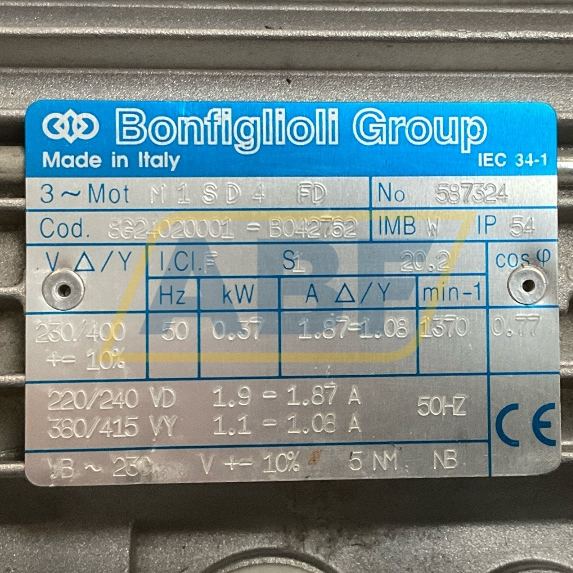 Bonfiglioli Group
Made in Italy IEC 34-1
3~Mot M1SD4 FD No 587324
Cod. 8G24020001 - B042762 IMB W IP 54
V Δ/Y I.Cl.F S1 20.2 cos φ
Hz kW A Δ/Y min-1
230/400 50 0.37 1.87-1.08 1370 0.77
+- 10%
220/240 VD 1.9 - 1.87 A 50HZ
380/415 VY 1.1 - 1.08 A
VB ~ 230 V +- 10% 5 NM NB
CE
ABF